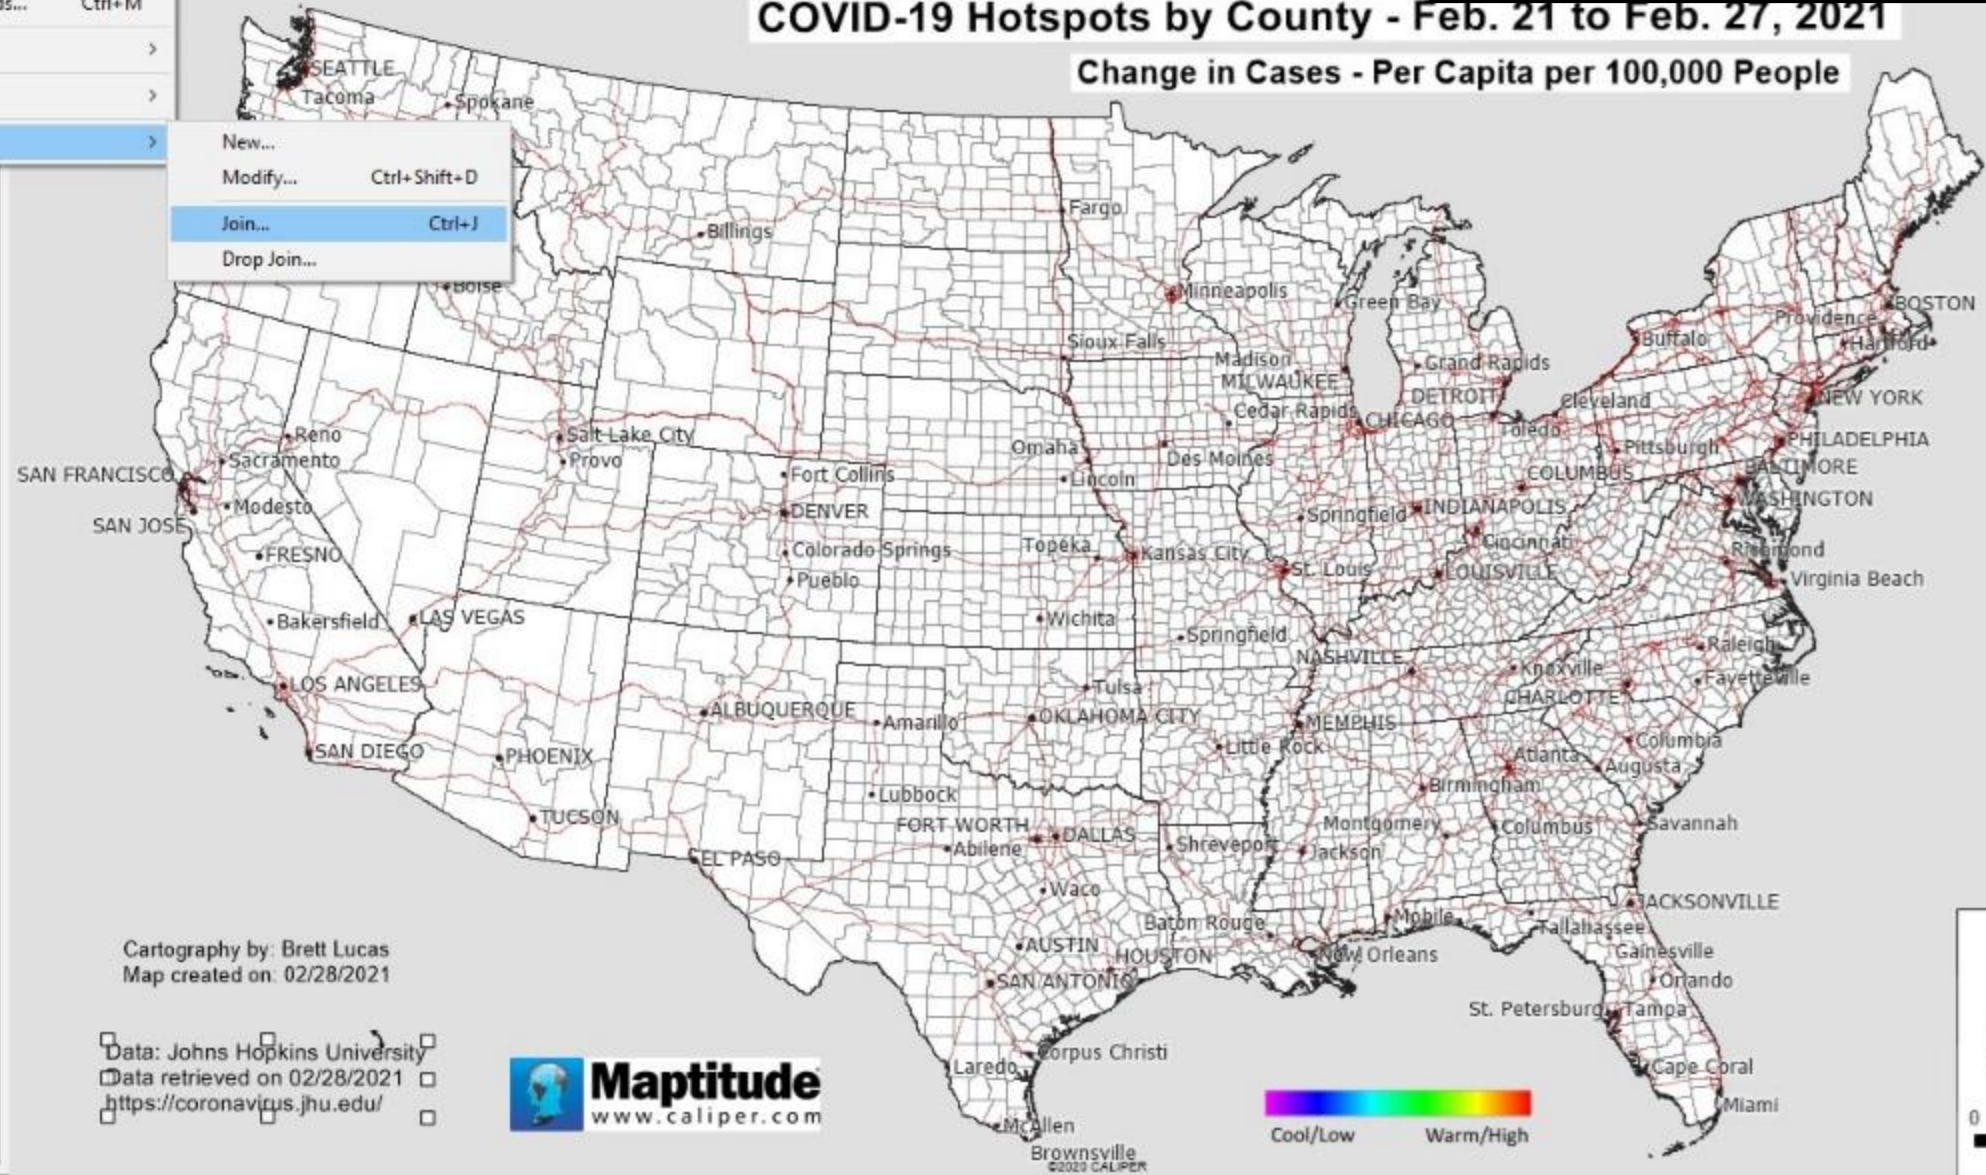 Ctrl+M
COVID-19 Hotspots by County - Feb. 21 to Feb. 27, 2021
Change in Cases - Per Capita per 100,000 People
New...
Modify... Ctrl+Shift+D
Join... Ctrl+J
Drop Join...
SEATTLE
Tacoma
Spokane
Fargo
Billings
Boise
Minneapolis
Green Bay
BOSTON
Providence
Hartford
Buffalo
Sioux Falls
Madison
Grand Rapids
MILWAUKEE
DETROIT
Cleveland
NEW YORK
Cedar Rapids
CHICAGO
Toledo
Reno
Salt Lake City
Omaha
Pittsburgh
PHILADELPHIA
Sacramento
Provo
Des Moines
BALTIMORE
SAN FRANCISCO
Fort Collins
Lincoln
COLUMBUS
WASHINGTON
Modesto
DENVER
Springfield
INDIANAPOLIS
SAN JOSE
FRESNO
Colorado Springs
Topeka
Kansas City
Cincinnati
Richmond
St. Louis
LOUISVILLE
Virginia Beach
Pueblo
Bakersfield
LAS VEGAS
Wichita
Springfield
Raleigh
NASHVILLE
Knoxville
Fayetteville
LOS ANGELES
Tulsa
CHARLOTTE
ALBUQUERQUE
Amarillo
OKLAHOMA CITY
MEMPHIS
SAN DIEGO
PHOENIX
Little Rock
Atlanta
Columbia
Augusta
Birmingham
Lubbock
TUCSON
FORT WORTH
DALLAS
Montgomery
Columbus
Savannah
Abilene
Shreveport
Jackson
EL PASO
Waco
JACKSONVILLE
Baton Rouge
Mobile
Tallahassee
AUSTIN
HOUSTON
New Orleans
Gainesville
SAN ANTONIO
Orlando
St. Petersburg
Tampa
Corpus Christi
Laredo
Cape Coral
Miami
McAllen
Brownsville
©2020 CALIPER
Cartography by: Brett Lucas
Map created on: 02/28/2021
Data: Johns Hopkins University
Data retrieved on 02/28/2021
https://coronavirus.jhu.edu/
Maptitude
www.caliper.com
Cool/Low Warm/High
0